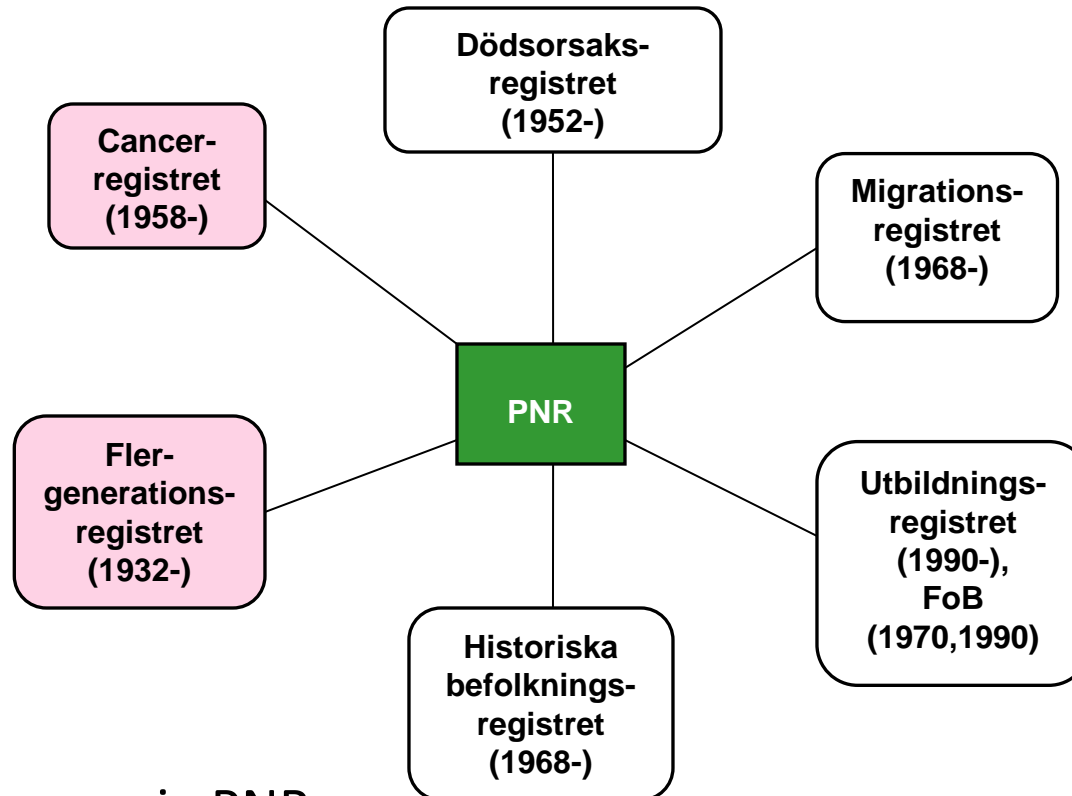 Dödsorsaks-
registret
(1952-)
Cancer-
registret
(1958-)
Migrations-
registret
(1968-)
PNR
Fler-
generations-
registret
(1932-)
Utbildnings-
registret
(1990-),
FoB
(1970,1990)
Historiska
befolknings-
registret
(1968-)
PNR